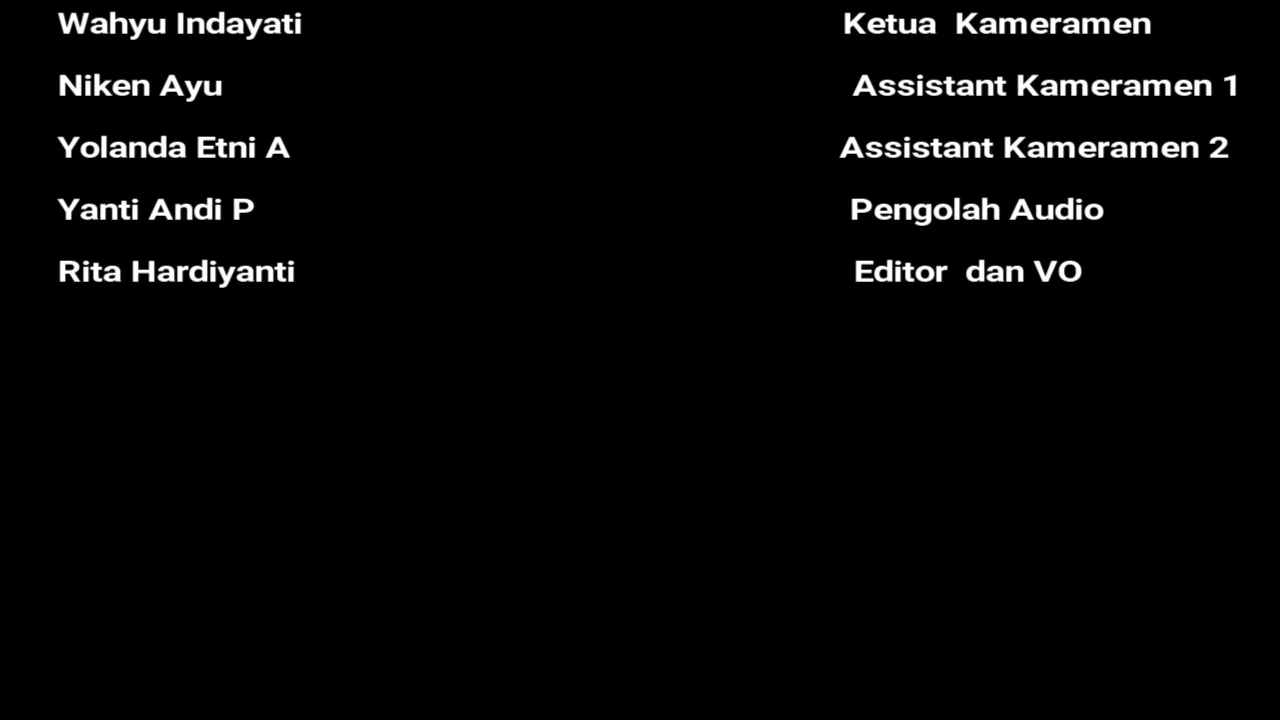 Wahyu Indayati Ketua Kameramen
Niken Ayu Assistant Kameramen 1
Yolanda Etni A Assistant Kameramen 2
Yanti Andi P Pengolah Audio
Rita Hardiyanti Editor dan VO